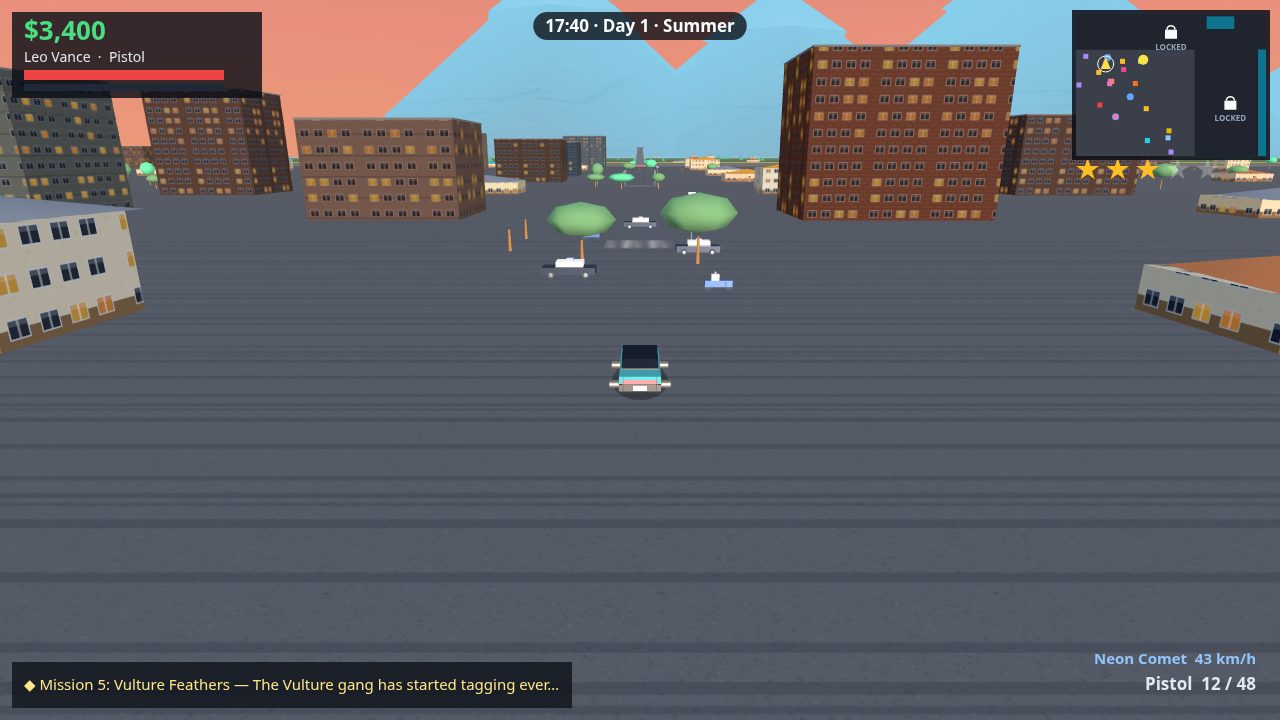 $3,400
Leo Vance · Pistol
17:40 · Day 1 · Summer
LOCKED
LOCKED
◆ Mission 5: Vulture Feathers — The Vulture gang has started tagging ever...
Neon Comet 43 km/h
Pistol 12 / 48